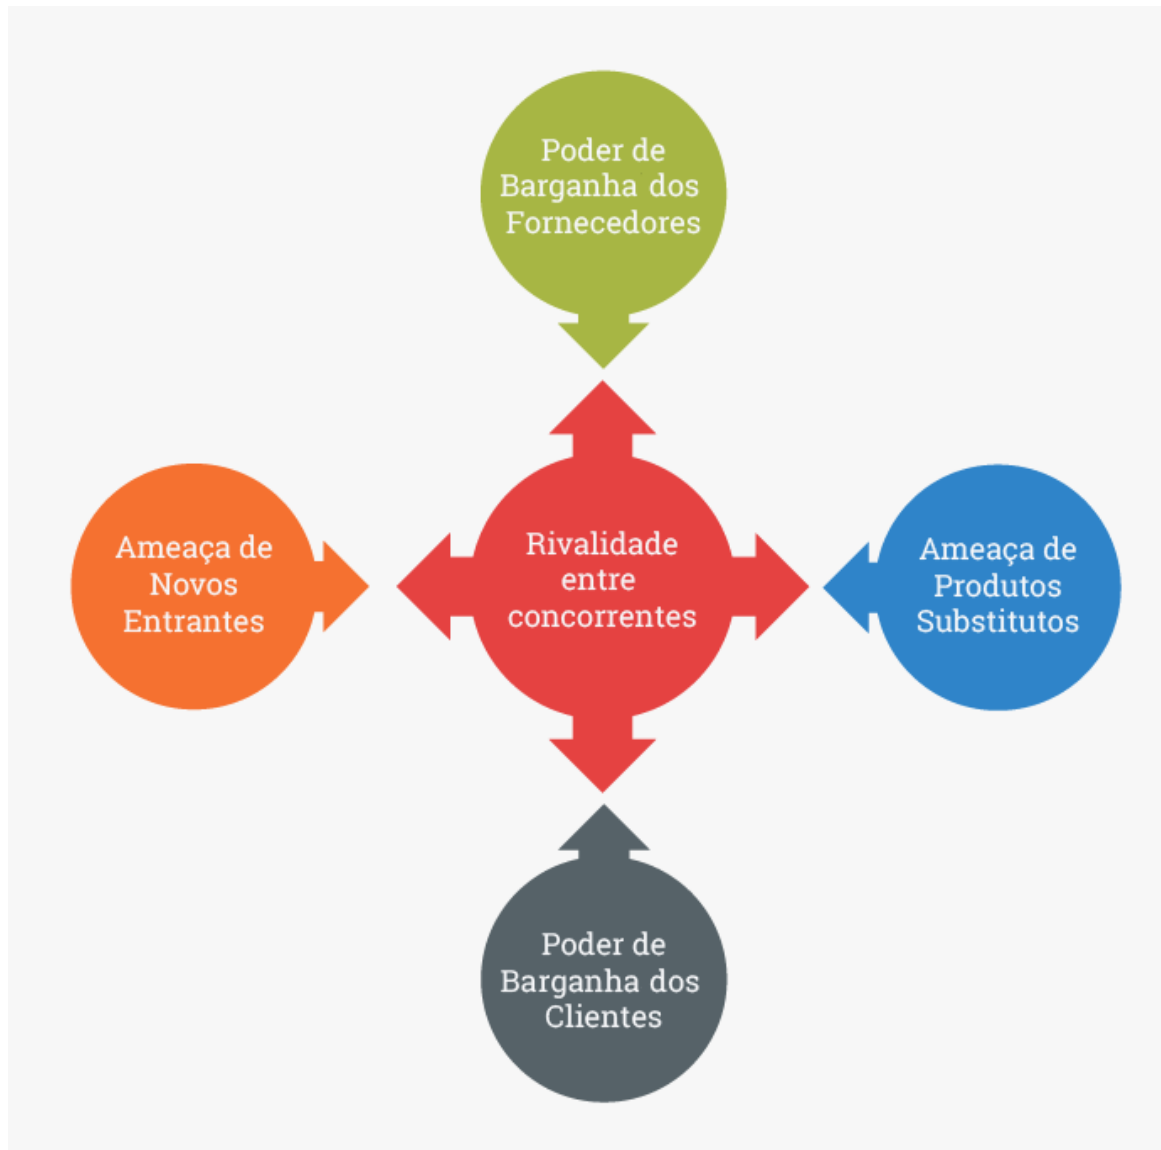 Poder de
Barganha dos
Fornecedores
Ameaça de
Novos
Entrantes
Rivalidade
entre
concorrentes
Ameaça de
Produtos
Substitutos
Poder de
Barganha dos
Clientes